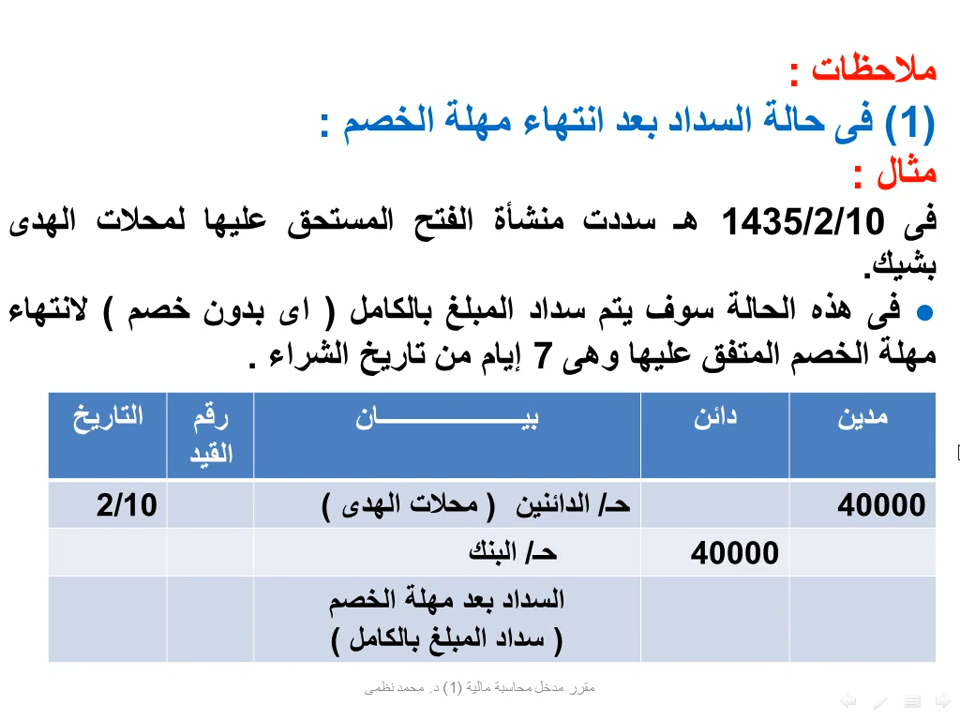 ملاحظات :
(1) فى حالة السداد بعد انتهاء مهلة الخصم :
مثال :
فى 1435/2/10 هـ سددت منشأة الفتح المستحق عليها لمحلات الهدى
بشيك.
● فى هذه الحالة سوف يتم سداد المبلغ بالكامل ( اى بدون خصم ) لانتهاء
مهلة الخصم المتفق عليها وهى 7 إيام من تاريخ الشراء .
مدين دائن بيــــــــــــــــــــان رقم القيد التاريخ
40000 حـ/ الدائنين ( محلات الهدى ) 2/10
40000 حـ/ البنك
السداد بعد مهلة الخصم
( سداد المبلغ بالكامل )
مقرر مدخل محاسبة مالية (1) د. محمد نظمى